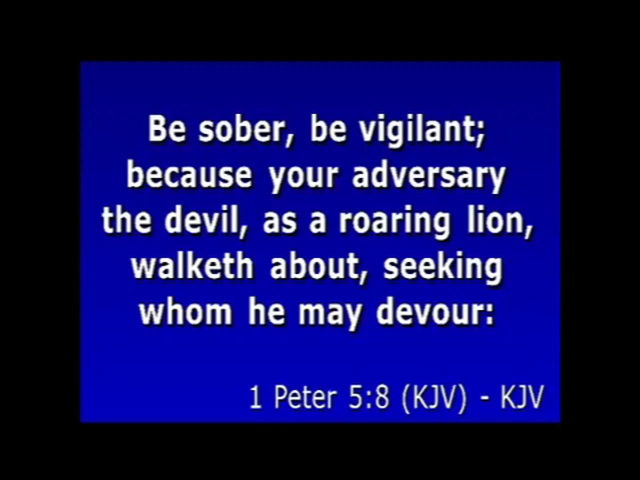 Be sober, be vigilant;
because your adversary
the devil, as a roaring lion,
walketh about, seeking
whom he may devour:
1 Peter 5:8 (KJV) - KJV